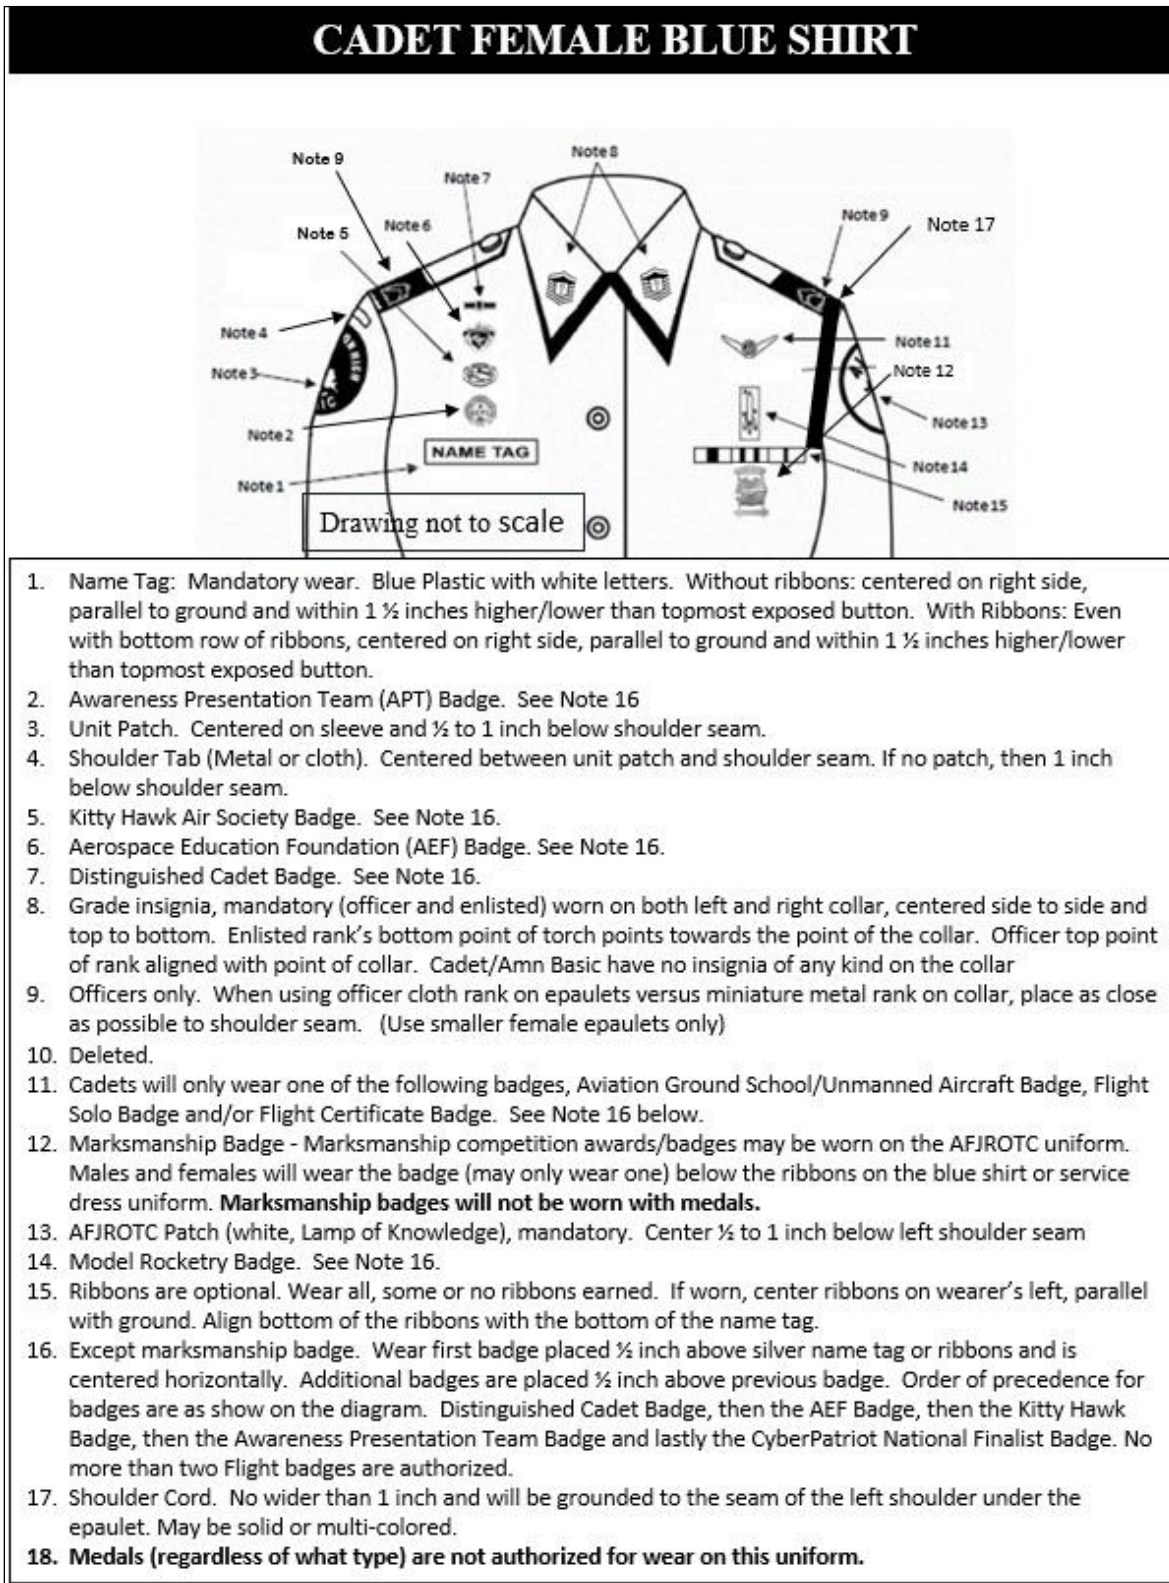 CADET FEMALE BLUE SHIRT
Note 9
Note 8
Note 7
Note 6
Note 5
Note 9
Note 17
Note 4
Note 11
Note 3
Note 12
Note 2
Note 13
NAME TAG
Note 14
Note 1
Note 15
Drawing not to scale
1. Name Tag: Mandatory wear. Blue Plastic with white letters. Without ribbons: centered on right side,
parallel to ground and within 1 ½ inches higher/lower than topmost exposed button. With Ribbons: Even
with bottom row of ribbons, centered on right side, parallel to ground and within 1 ½ inches higher/lower
than topmost exposed button.
2. Awareness Presentation Team (APT) Badge. See Note 16
3. Unit Patch. Centered on sleeve and ½ to 1 inch below shoulder seam.
4. Shoulder Tab (Metal or cloth). Centered between unit patch and shoulder seam. If no patch, then 1 inch
below shoulder seam.
5. Kitty Hawk Air Society Badge. See Note 16.
6. Aerospace Education Foundation (AEF) Badge. See Note 16.
7. Distinguished Cadet Badge. See Note 16.
8. Grade insignia, mandatory (officer and enlisted) worn on both left and right collar, centered side to side and
top to bottom. Enlisted rank's bottom point of torch points towards the point of the collar. Officer top point
of rank aligned with point of collar. Cadet/Amn Basic have no insignia of any kind on the collar
9. Officers only. When using officer cloth rank on epaulets versus miniature metal rank on collar, place as close
as possible to shoulder seam. (Use smaller female epaulets only)
10. Deleted.
11. Cadets will only wear one of the following badges, Aviation Ground School/Unmanned Aircraft Badge, Flight
Solo Badge and/or Flight Certificate Badge. See Note 16 below.
12. Marksmanship Badge - Marksmanship competition awards/badges may be worn on the AFJROTC uniform.
Males and females will wear the badge (may only wear one) below the ribbons on the blue shirt or service
dress uniform. Marksmanship badges will not be worn with medals.
13. AFJROTC Patch (white, Lamp of Knowledge), mandatory. Center ½ to 1 inch below left shoulder seam
14. Model Rocketry Badge. See Note 16.
15. Ribbons are optional. Wear all, some or no ribbons earned. If worn, center ribbons on wearer's left, parallel
with ground. Align bottom of the ribbons with the bottom of the name tag.
16. Except marksmanship badge. Wear first badge placed ½ inch above silver name tag or ribbons and is
centered horizontally. Additional badges are placed ½ inch above previous badge. Order of precedence for
badges are as show on the diagram. Distinguished Cadet Badge, then the AEF Badge, then the Kitty Hawk
Badge, then the Awareness Presentation Team Badge and lastly the CyberPatriot National Finalist Badge. No
more than two Flight badges are authorized.
17. Shoulder Cord. No wider than 1 inch and will be grounded to the seam of the left shoulder under the
epaulet. May be solid or multi-colored.
18. Medals (regardless of what type) are not authorized for wear on this uniform.